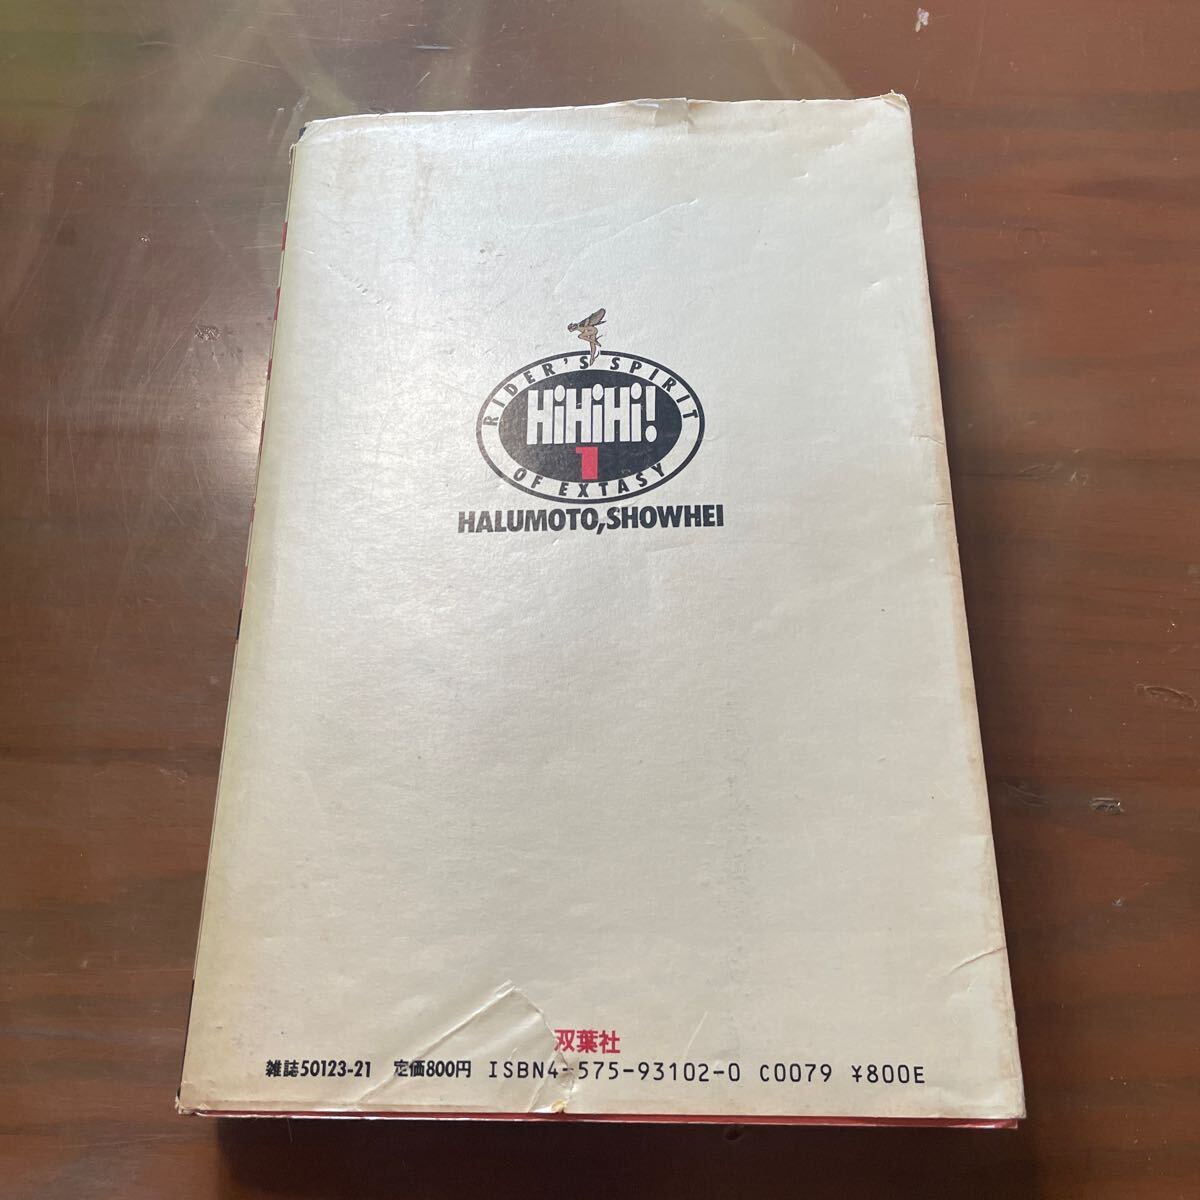 RIDER'S SPIRIT
HiHiHi!
1
OF EXTASY
HALUMOTO,SHOWHEI
双葉社
雑誌50123-21 定価800円 ISBN4-575-93102-0 C0079 ¥800E